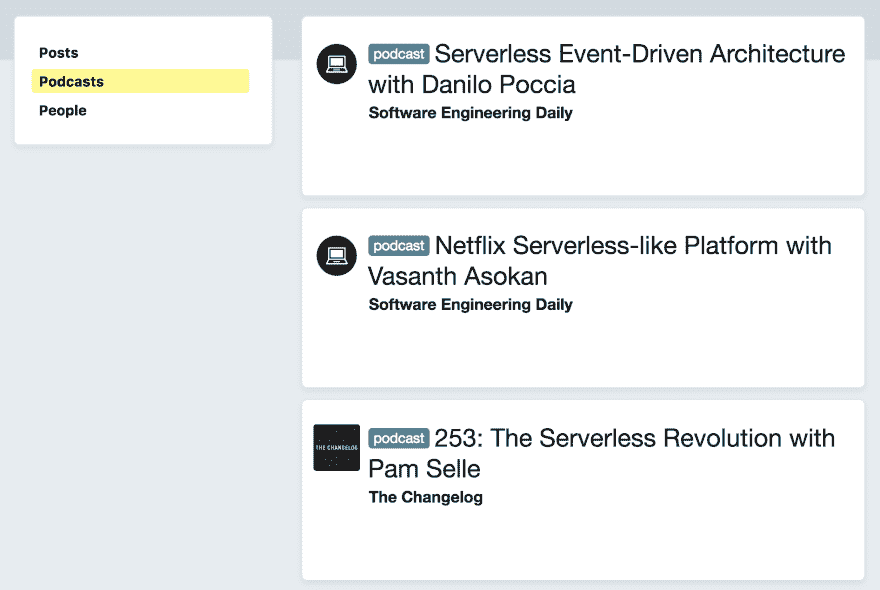 Posts
Podcasts
People
podcast Serverless Event-Driven Architecture
with Danilo Poccia
Software Engineering Daily
podcast Netflix Serverless-like Platform with
Vasanth Asokan
Software Engineering Daily
THE CHANGELOG
podcast 253: The Serverless Revolution with
Pam Selle
The Changelog